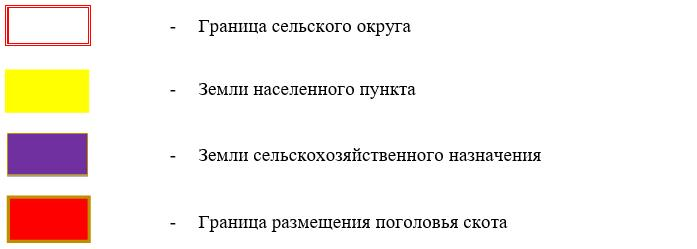 - Граница сельского округа
- Земли населенного пункта
- Земли сельскохозяйственного назначения
- Граница размещения поголовья скота